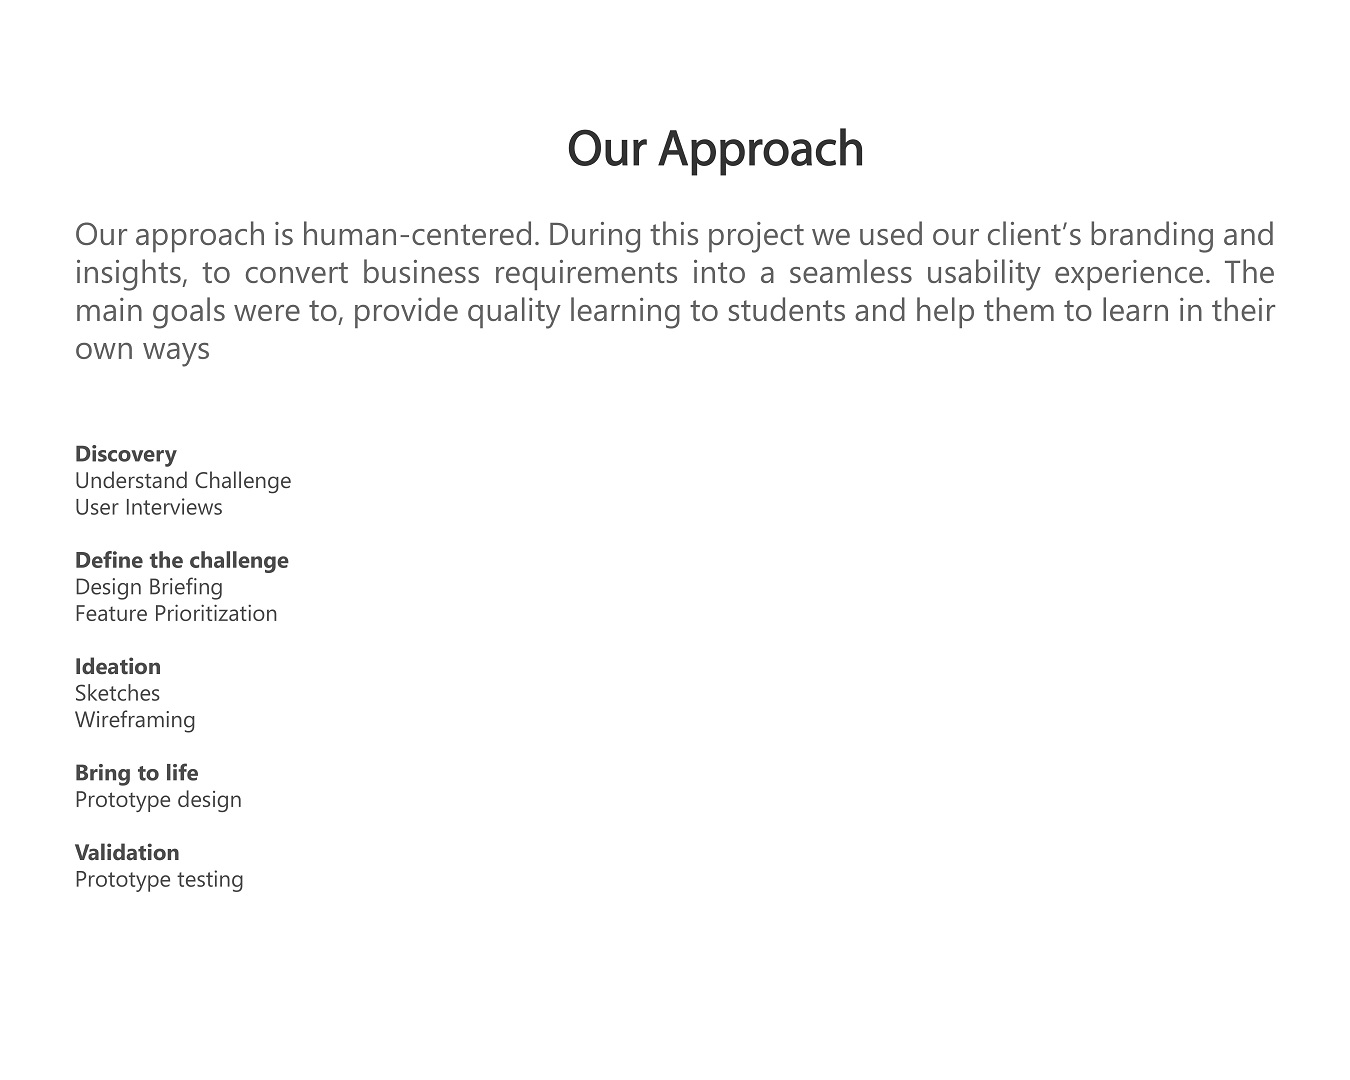 Our Approach
Our approach is human-centered. During this project we used our client’s branding and
insights, to convert business requirements into a seamless usability experience. The
main goals were to, provide quality learning to students and help them to learn in their
own ways
Discovery
Understand Challenge
User Interviews
Define the challenge
Design Briefing
Feature Prioritization
Ideation
Sketches
Wireframing
Bring to life
Prototype design
Validation
Prototype testing